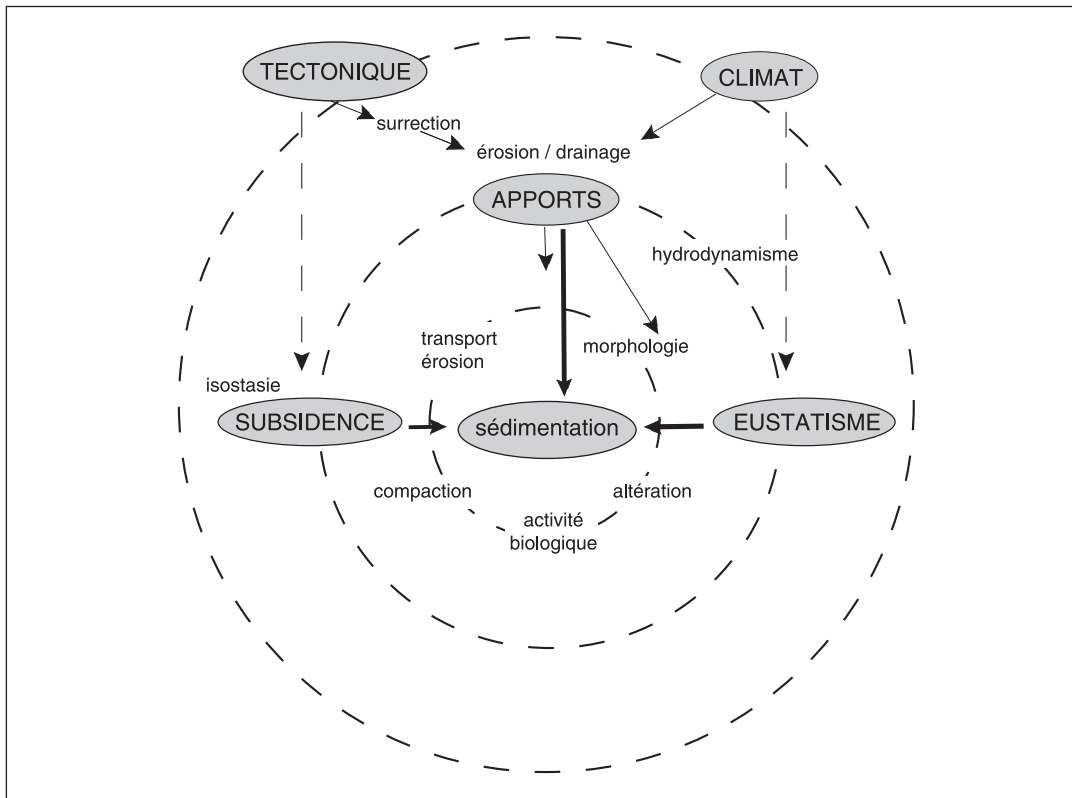 TECTONIQUE
CLIMAT
surrection
érosion / drainage
APPORTS
hydrodynamisme
transport
érosion
morphologie
isostasie
SUBSIDENCE
sédimentation
EUSTATISME
compaction
altération
activité
biologique